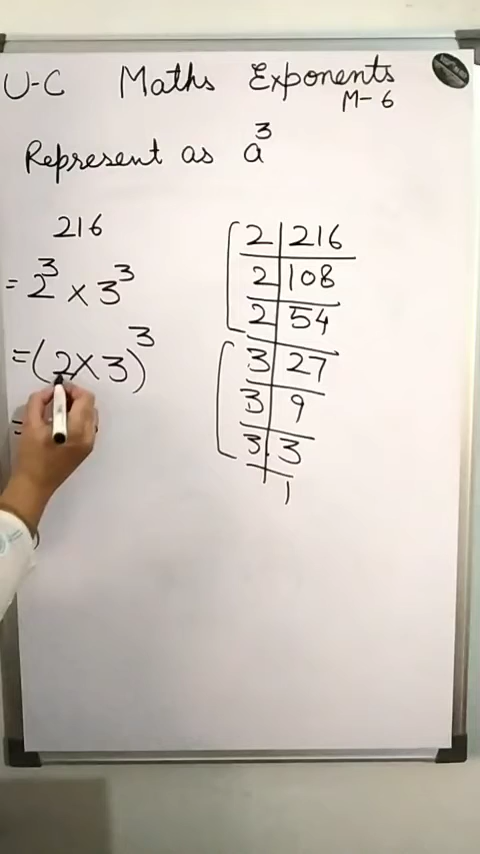 U-C Maths Exponents
M-6
Represent as a³
216
= 2³ × 3³
= (2×3)³
=
2 | 216
2 | 108
2 | 54
3 | 27
3 | 9
3 | 3
1